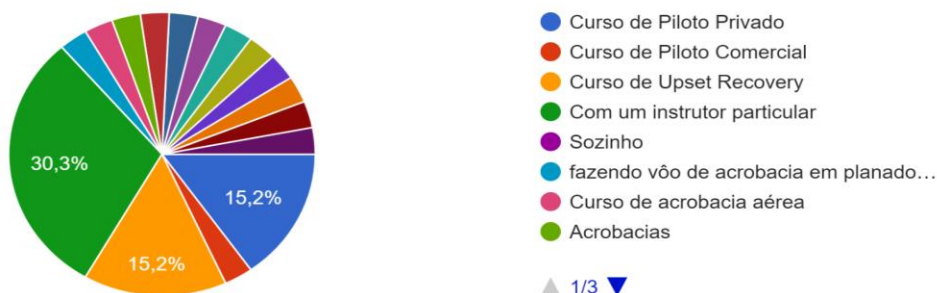 30,3%
15,2%
15,2%
Curso de Piloto Privado
Curso de Piloto Comercial
Curso de Upset Recovery
Com um instrutor particular
Sozinho
fazendo vôo de acrobacia em planado…
Curso de acrobacia aérea
Acrobacias
1/3